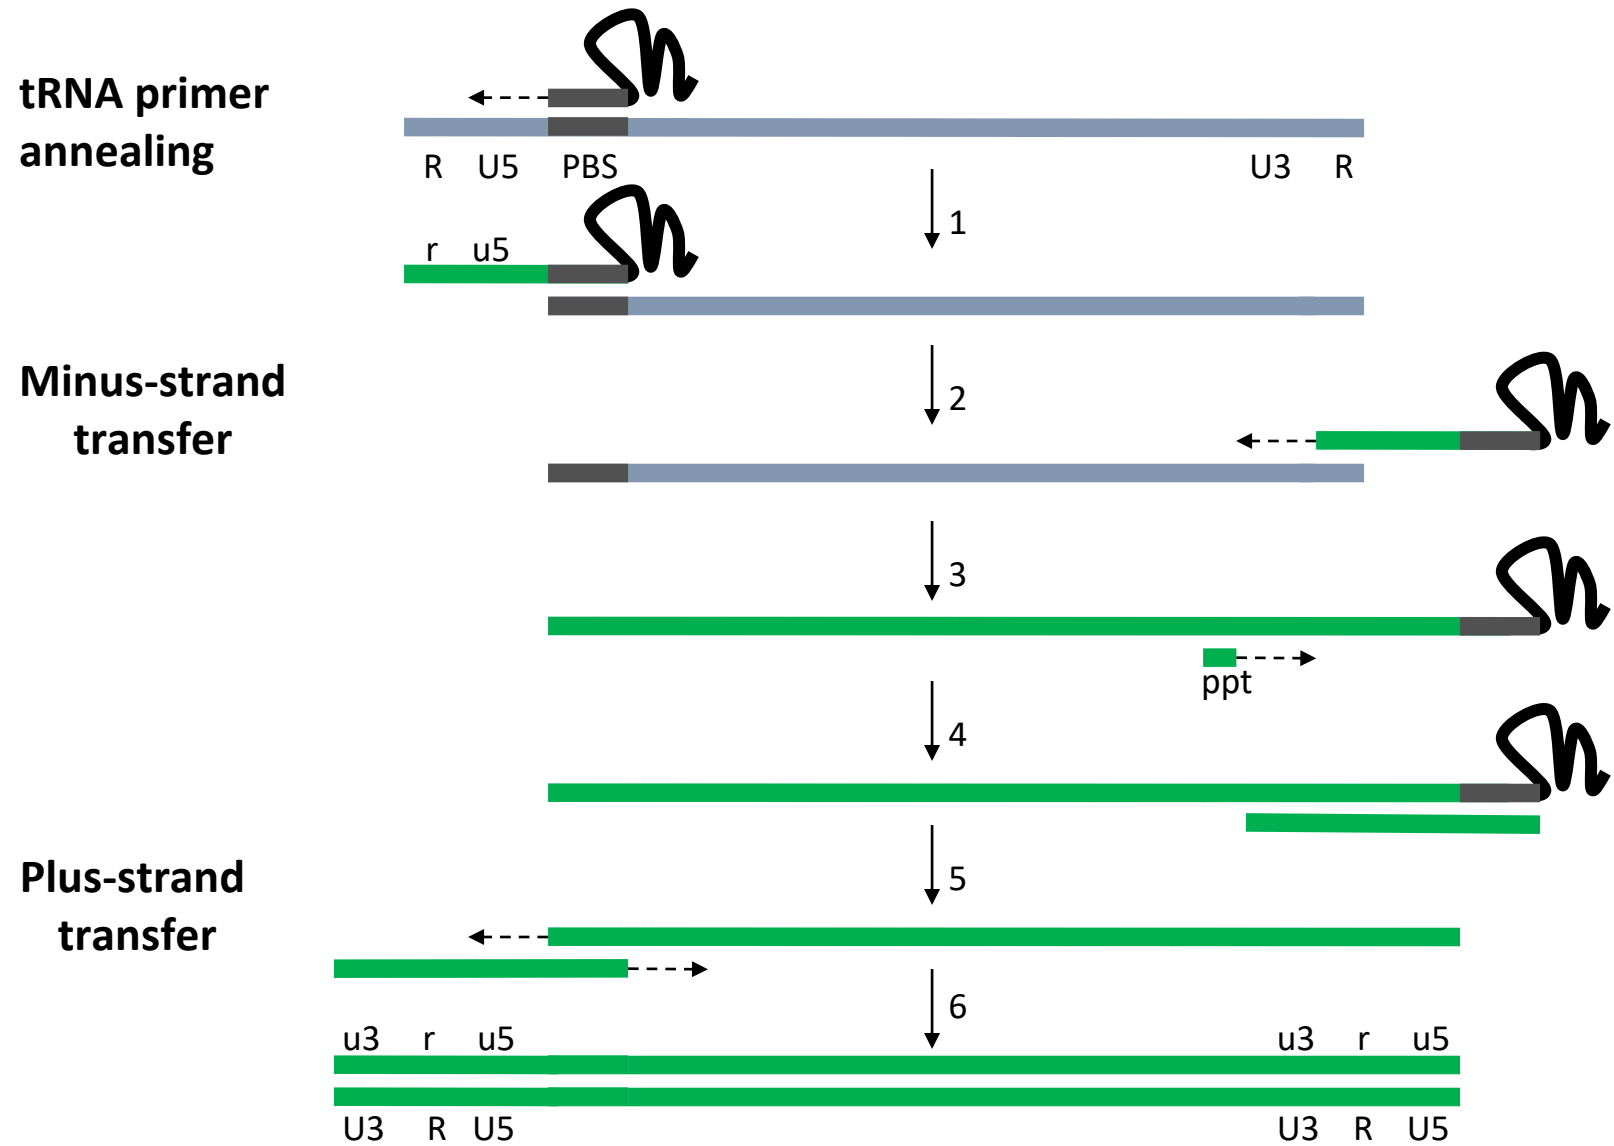 tRNA primer
annealing
R U5 PBS U3 R
1
r u5
Minus-strand
transfer
2
3
ppt
4
Plus-strand
transfer
5
6
u3 r u5 u3 r u5
U3 R U5 U3 R U5